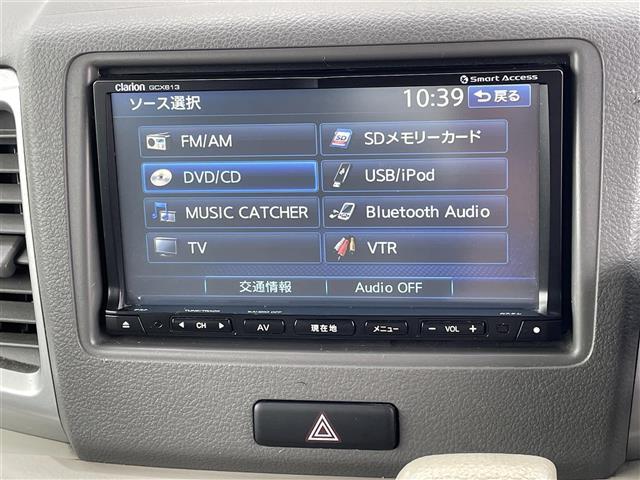 clarion
GCX613
Smart Access
ソース選択
10:39
戻る
FM/AM
SDメモリーカード
DVD/CD
USB/iPod
MUSIC CATCHER
Bluetooth Audio
TV
VTR
交通情報
Audio OFF
CH
AV
現在地
メニュー
− VOL +